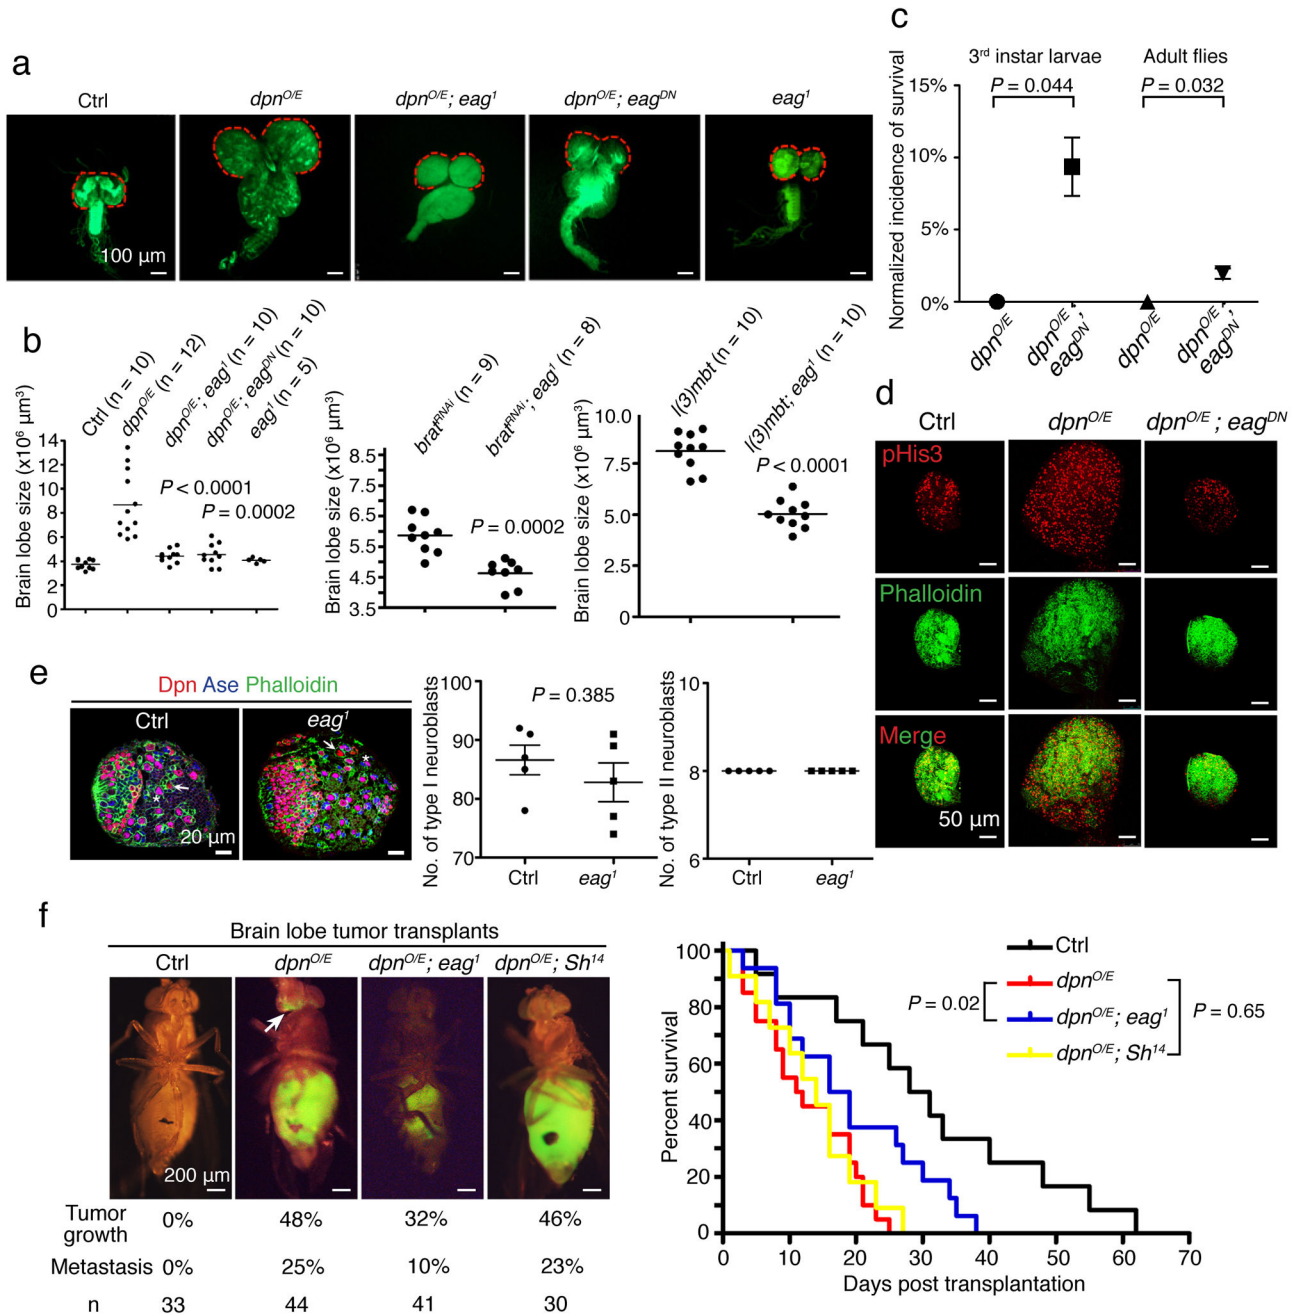 a
Ctrl
dpnO/E
dpnO/E; eag1
dpnO/E; eagDN
eag1
100 µm
b
Brain lobe size (x10⁶ µm³)
Ctrl (n = 10)
dpnO/E (n = 12)
dpnO/E; eag1 (n = 10)
dpnO/E; eagDN (n = 10)
eag1 (n = 5)
14
12
10
8
6
4
2
0
P < 0.0001
P = 0.0002
Brain lobe size (x10⁶ µm³)
bratRNAi (n = 9)
bratRNAi; eag1 (n = 8)
8.5
7.5
6.5
5.5
4.5
3.5
P = 0.0002
Brain lobe size (x10⁶ µm³)
l(3)mbt (n = 10)
l(3)mbt; eag1 (n = 10)
10.0
7.5
5.0
2.5
0
P < 0.0001
c
3rd instar larvae
Adult flies
P = 0.044
P = 0.032
Normalized incidence of survival
15%
10%
5%
0%
dpnO/E
dpnO/E; eagDN
dpnO/E
dpnO/E; eagDN
d
Ctrl
dpnO/E
dpnO/E ; eagDN
pHis3
Phalloidin
Merge
50 µm
e
Dpn Ase Phalloidin
Ctrl
eag1
*
*
20 µm
No. of type I neuroblasts
100
90
80
70
P = 0.385
Ctrl
eag1
No. of type II neuroblasts
10
8
6
Ctrl
eag1
f
Brain lobe tumor transplants
Ctrl
dpnO/E
dpnO/E; eag1
dpnO/E; Sh14
200 µm
Tumor growth 0% 48% 32% 46%
Metastasis 0% 25% 10% 23%
n 33 44 41 30
Percent survival
100
80
60
40
20
0
0 10 20 30 40 50 60 70
Days post transplantation
Ctrl
dpnO/E
dpnO/E; eag1
dpnO/E; Sh14
P = 0.02
P = 0.65